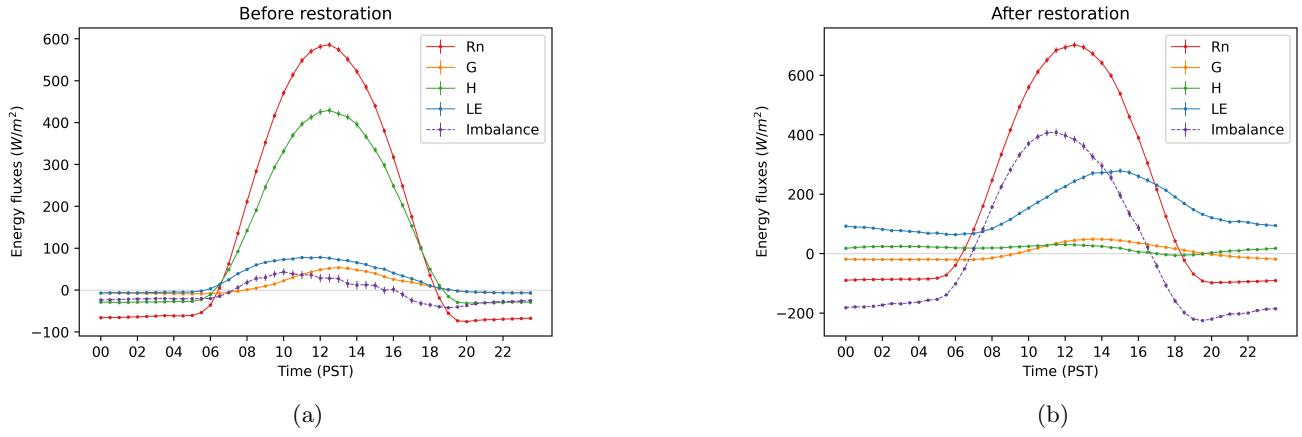 Before restoration
Energy fluxes (W/m²)
600
500
400
300
200
100
0
−100
Rn
G
H
LE
Imbalance
00 02 04 06 08 10 12 14 16 18 20 22
Time (PST)
(a)
After restoration
Energy fluxes (W/m²)
600
400
200
0
−200
Rn
G
H
LE
Imbalance
00 02 04 06 08 10 12 14 16 18 20 22
Time (PST)
(b)